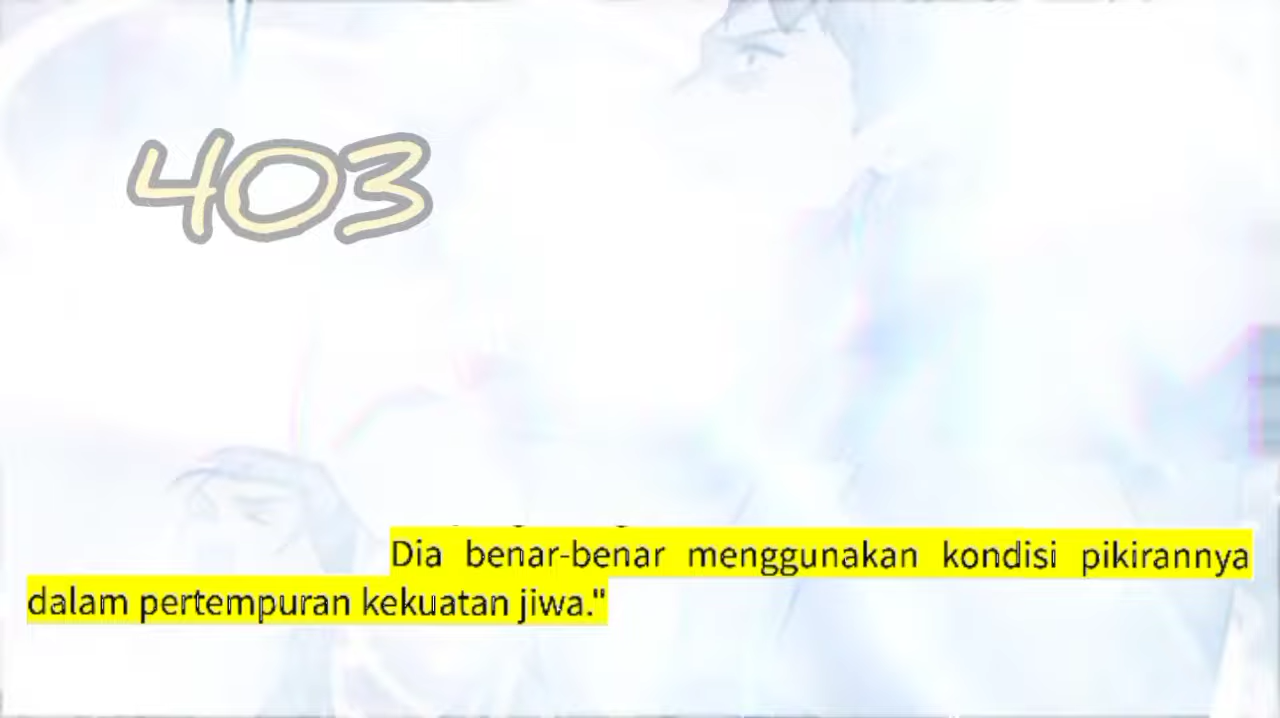 403
Dia benar-benar menggunakan kondisi pikirannya
dalam pertempuran kekuatan jiwa."